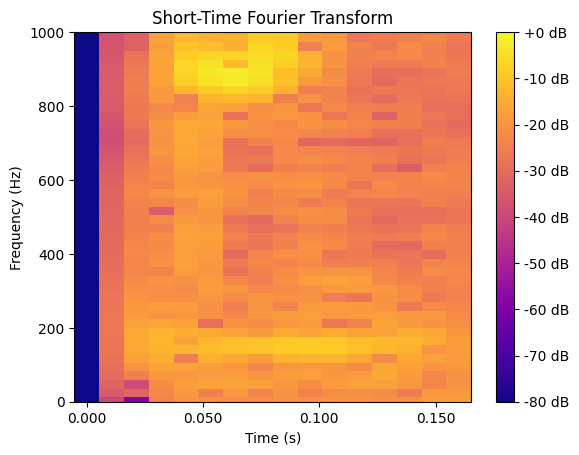 Short-Time Fourier Transform
1000
800
600
400
200
0
Frequency (Hz)
0.000
0.050
0.100
0.150
Time (s)
+0 dB
-10 dB
-20 dB
-30 dB
-40 dB
-50 dB
-60 dB
-70 dB
-80 dB